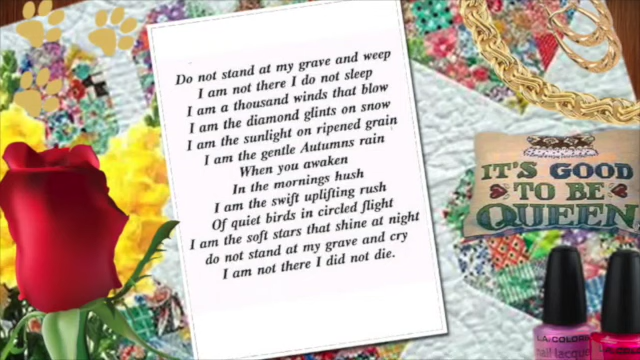 Do not stand at my grave and weep
I am not there I do not sleep
I am a thousand winds that blow
I am the diamond glints on snow
I am the sunlight on ripened grain
I am the gentle Autumns rain
When you awaken
In the mornings hush
I am the swift uplifting rush
Of quiet birds in circled flight
I am the soft stars that shine at night
do not stand at my grave and cry
I am not there I did not die.
IT'S GOOD
TO BE
QUEEN
L.A. COLORS
nail lacquer
L.A. COLORS